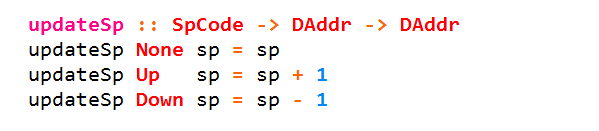 updateSp :: SpCode -> DAddr -> DAddr
updateSp None sp = sp
updateSp Up   sp = sp + 1
updateSp Down sp = sp - 1